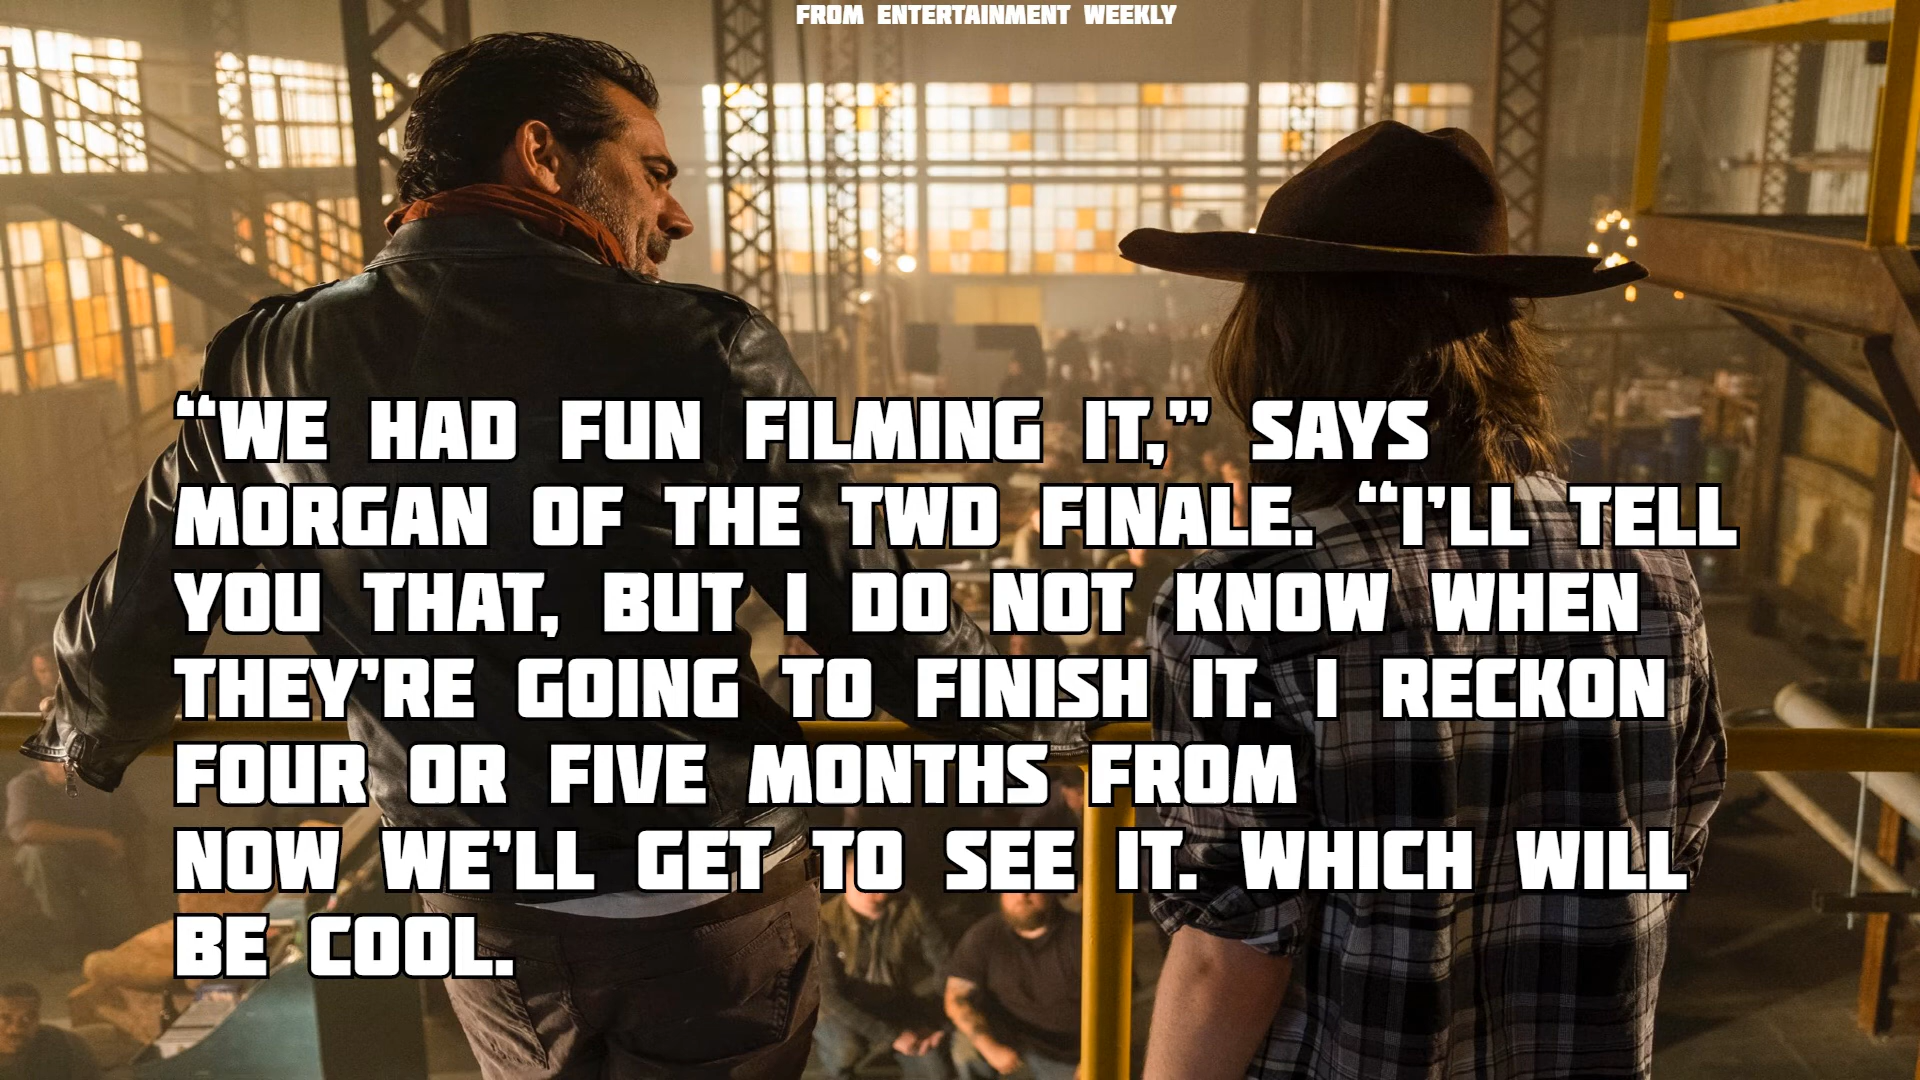 FROM ENTERTAINMENT WEEKLY
“WE HAD FUN FILMING IT,” SAYS
MORGAN OF THE TWD FINALE. “I’LL TELL
YOU THAT, BUT I DO NOT KNOW WHEN
THEY’RE GOING TO FINISH IT. I RECKON
FOUR OR FIVE MONTHS FROM
NOW WE’LL GET TO SEE IT. WHICH WILL
BE COOL.